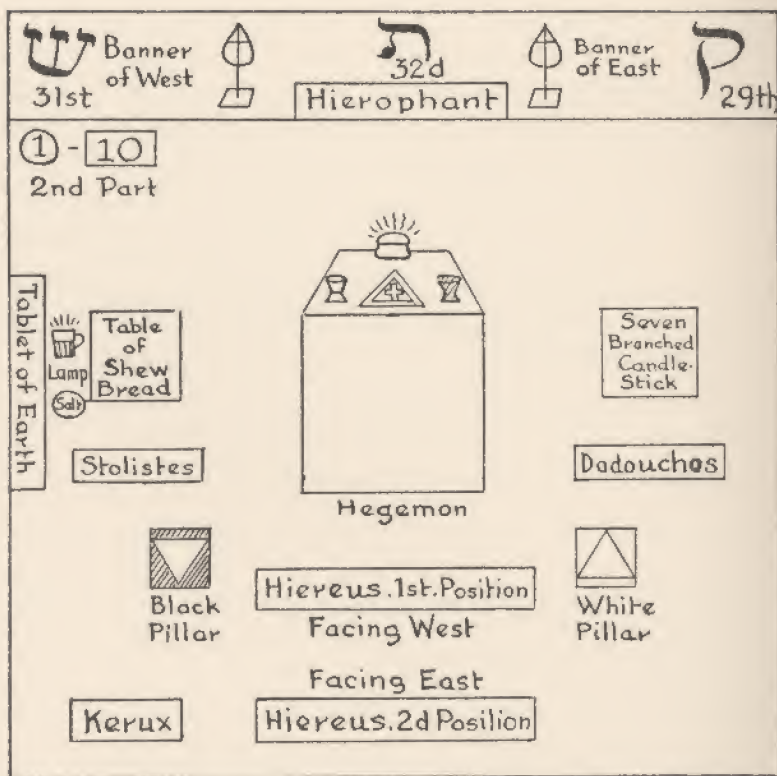 ש
Banner
of West
31st
ת
32d
Hierophant
Banner
of East
ק
29th
1 - 10
2nd Part
Tablet of Earth
Lamp
Salt
Table
of
Shew
Bread
Seven
Branched
Candle-
Stick
Stolistes
Dadouchos
Hegemon
Black
Pillar
Hiereus.1st.Position
Facing West
White
Pillar
Facing East
Kerux
Hiereus.2d Position